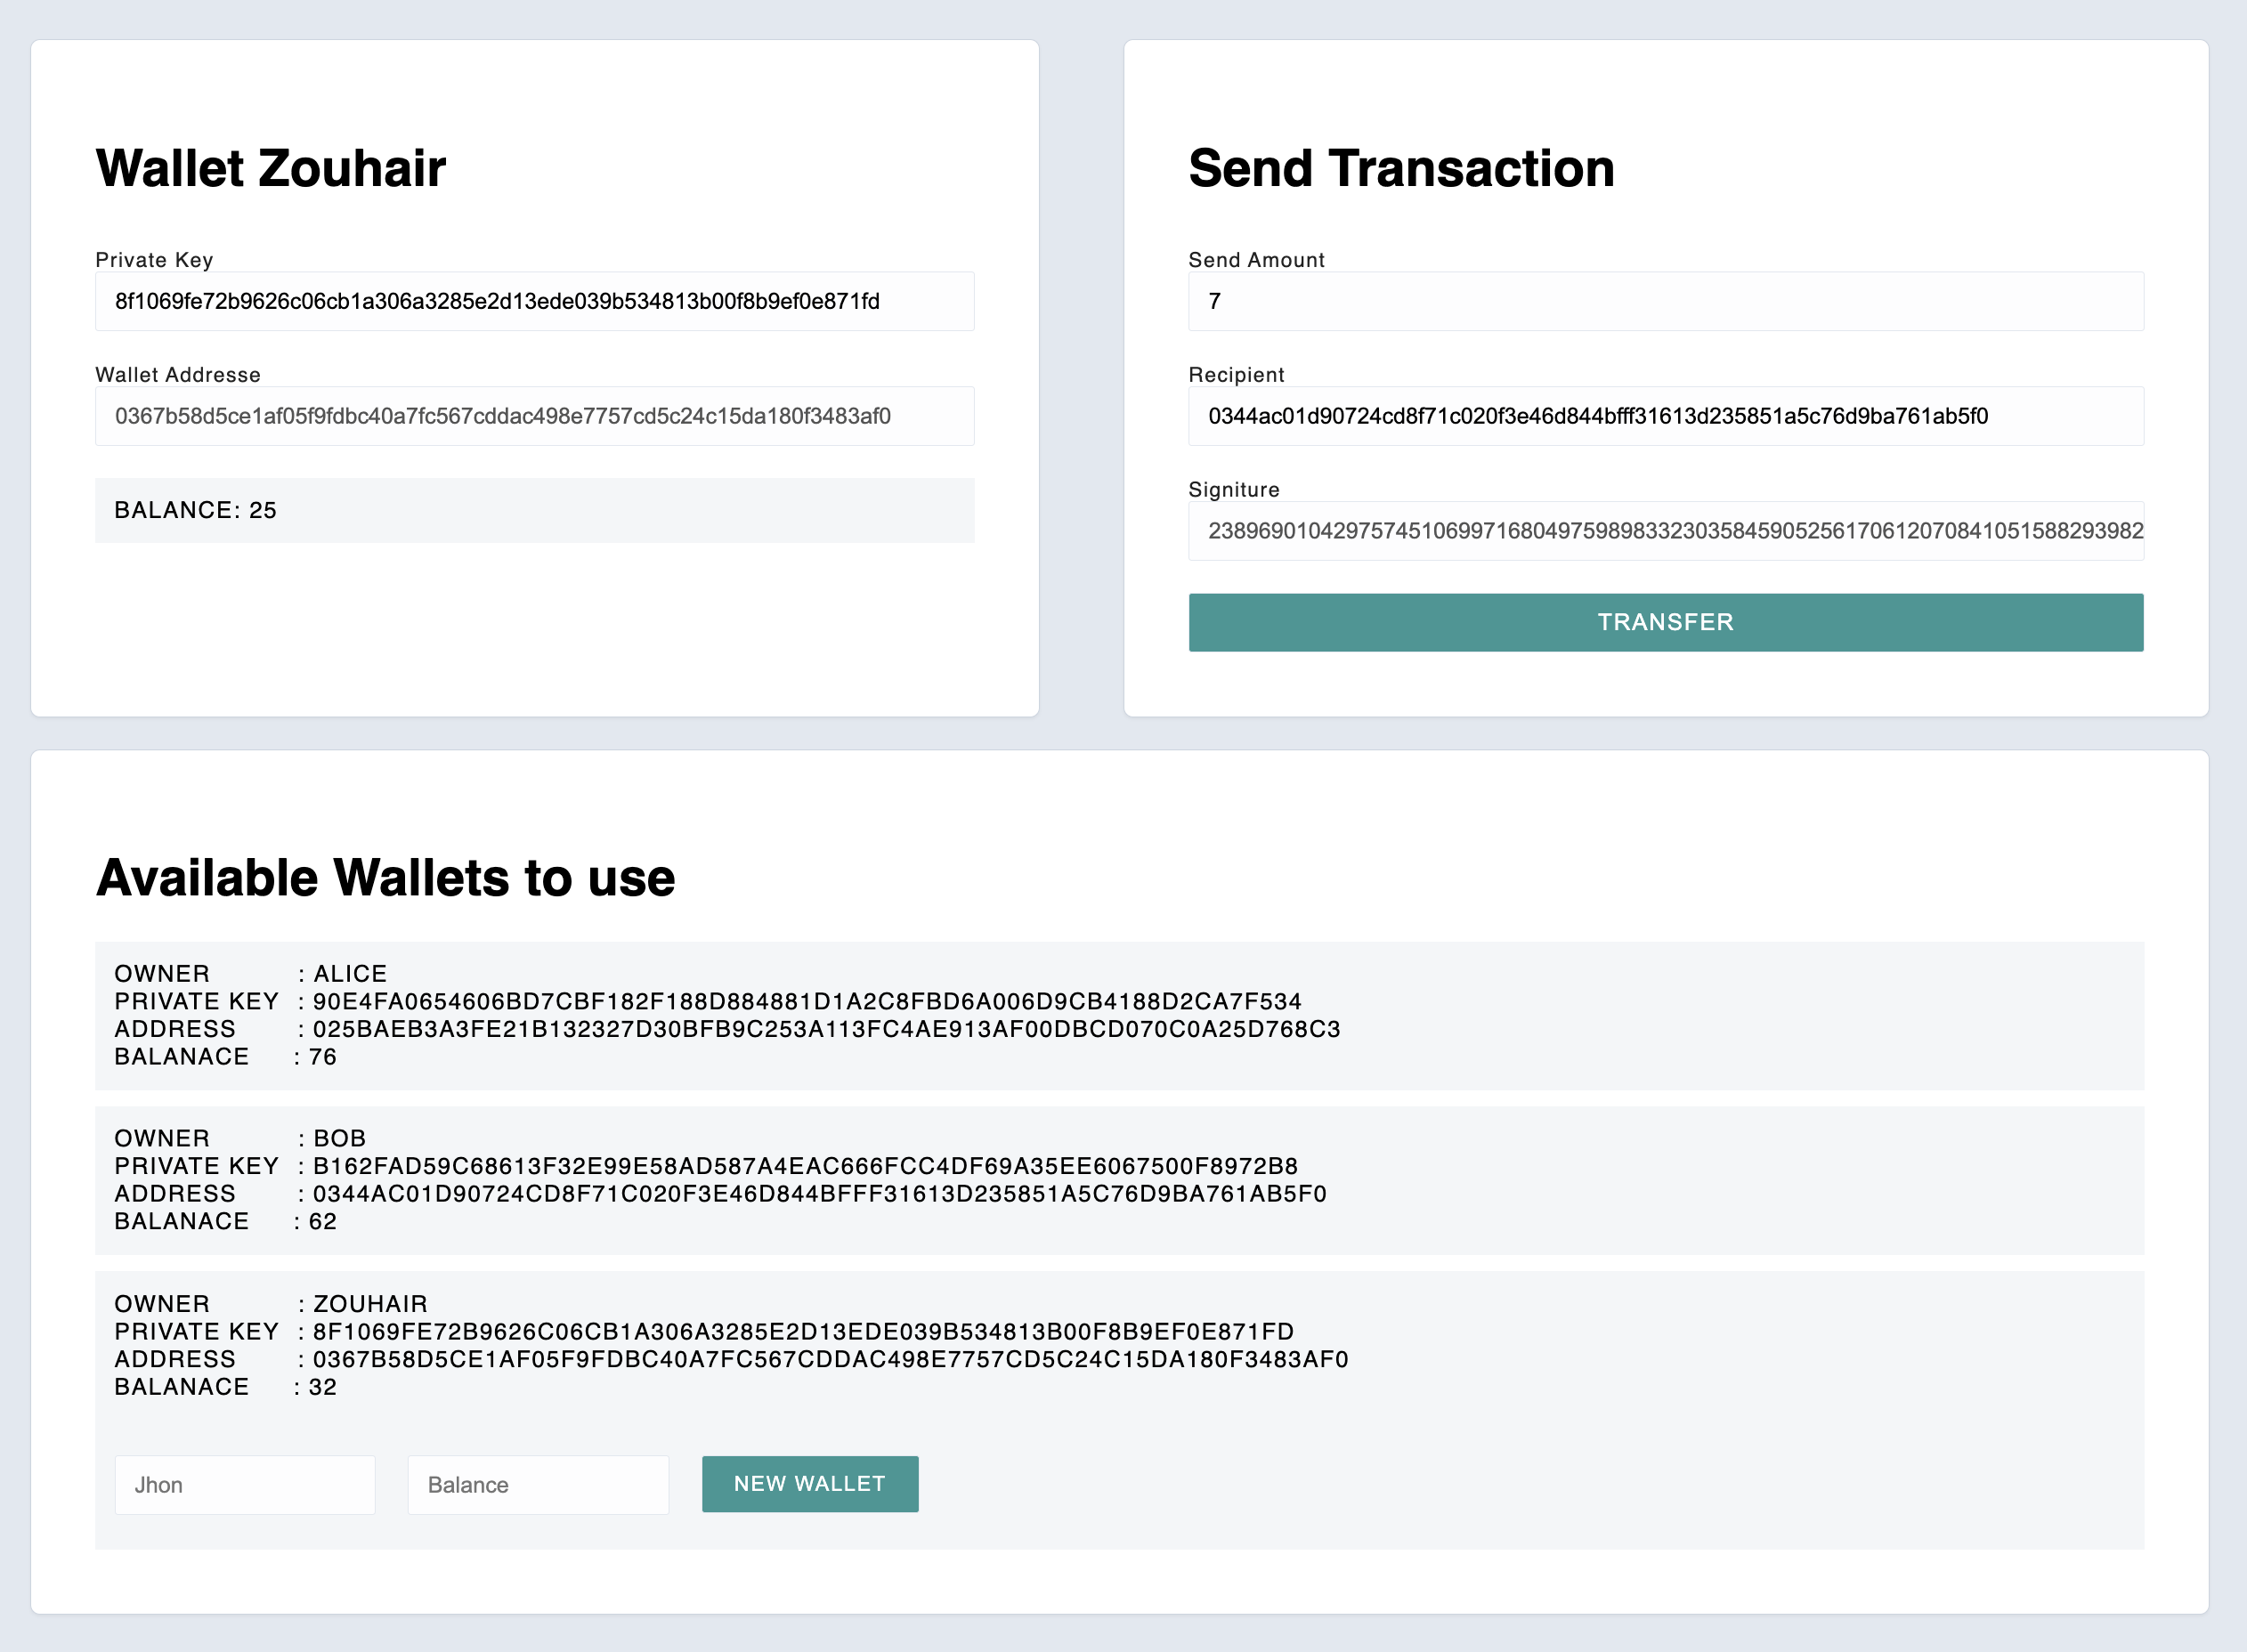 Wallet Zouhair
Private Key
8f1069fe72b9626c06cb1a306a3285e2d13ede039b534813b00f8b9ef0e871fd
Wallet Addresse
0367b58d5ce1af05f9fdbc40a7fc567cddac498e7757cd5c24c15da180f3483af0
BALANCE: 25
Send Transaction
Send Amount
7
Recipient
0344ac01d90724cd8f71c020f3e46d844bfff31613d235851a5c76d9ba761ab5f0
Signiture
238969010429757451069971680497598983323035845905256170612070841051588293982
TRANSFER
Available Wallets to use
OWNER : ALICE
PRIVATE KEY : 90E4FA0654606BD7CBF182F188D884881D1A2C8FBD6A006D9CB4188D2CA7F534
ADDRESS : 025BAEB3A3FE21B132327D30BFB9C253A113FC4AE913AF00DBCD070C0A25D768C3
BALANACE : 76
OWNER : BOB
PRIVATE KEY : B162FAD59C68613F32E99E58AD587A4EAC666FCC4DF69A35EE6067500F8972B8
ADDRESS : 0344AC01D90724CD8F71C020F3E46D844BFFF31613D235851A5C76D9BA761AB5F0
BALANACE : 62
OWNER : ZOUHAIR
PRIVATE KEY : 8F1069FE72B9626C06CB1A306A3285E2D13EDE039B534813B00F8B9EF0E871FD
ADDRESS : 0367B58D5CE1AF05F9FDBC40A7FC567CDDAC498E7757CD5C24C15DA180F3483AF0
BALANACE : 32
Jhon
Balance
NEW WALLET